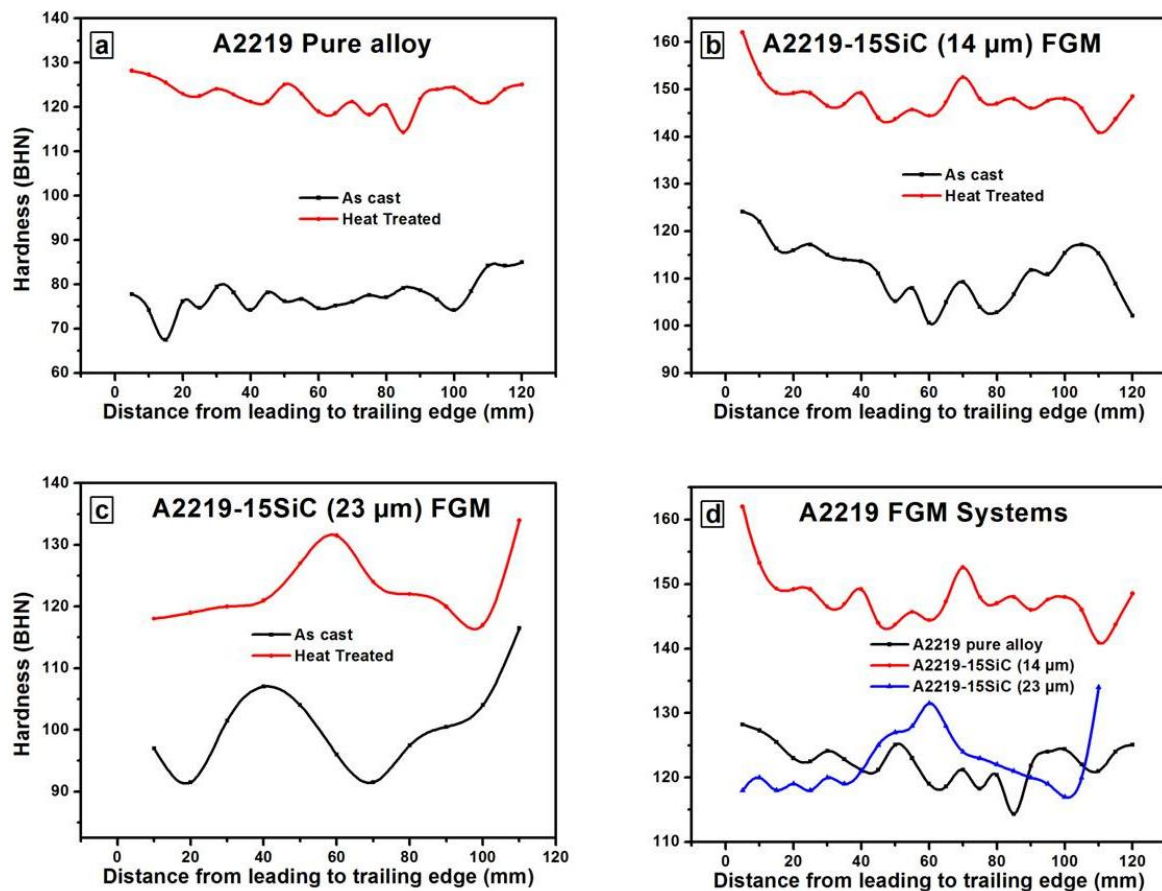 a
A2219 Pure alloy
Hardness (BHN)
140
130
120
110
100
90
80
70
60
As cast
Heat Treated
0 20 40 60 80 100 120
Distance from leading to trailing edge (mm)
b
A2219-15SiC (14 µm) FGM
160
150
140
130
120
110
100
90
As cast
Heat Treated
0 20 40 60 80 100 120
Distance from leading to trailing edge (mm)
c
A2219-15SiC (23 µm) FGM
Hardness (BHN)
140
130
120
110
100
90
As cast
Heat Treated
0 20 40 60 80 100 120
Distance from leading to trailing edge (mm)
d
A2219 FGM Systems
160
150
140
130
120
110
A2219 pure alloy
A2219-15SiC (14 µm)
A2219-15SiC (23 µm)
0 20 40 60 80 100 120
Distance from leading to trailing edge (mm)